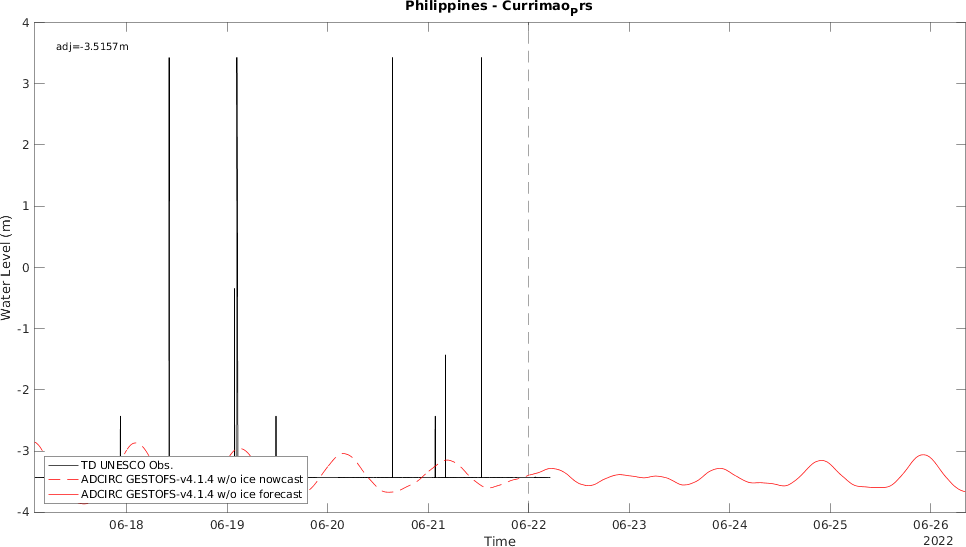 Philippines - Currimaoprs
adj=-3.5157m
Water Level (m)
4
3
2
1
0
-1
-2
-3
-4
TD UNESCO Obs.
ADCIRC GESTOFS-v4.1.4 w/o ice nowcast
ADCIRC GESTOFS-v4.1.4 w/o ice forecast
06-18
06-19
06-20
06-21
06-22
06-23
06-24
06-25
06-26
Time
2022